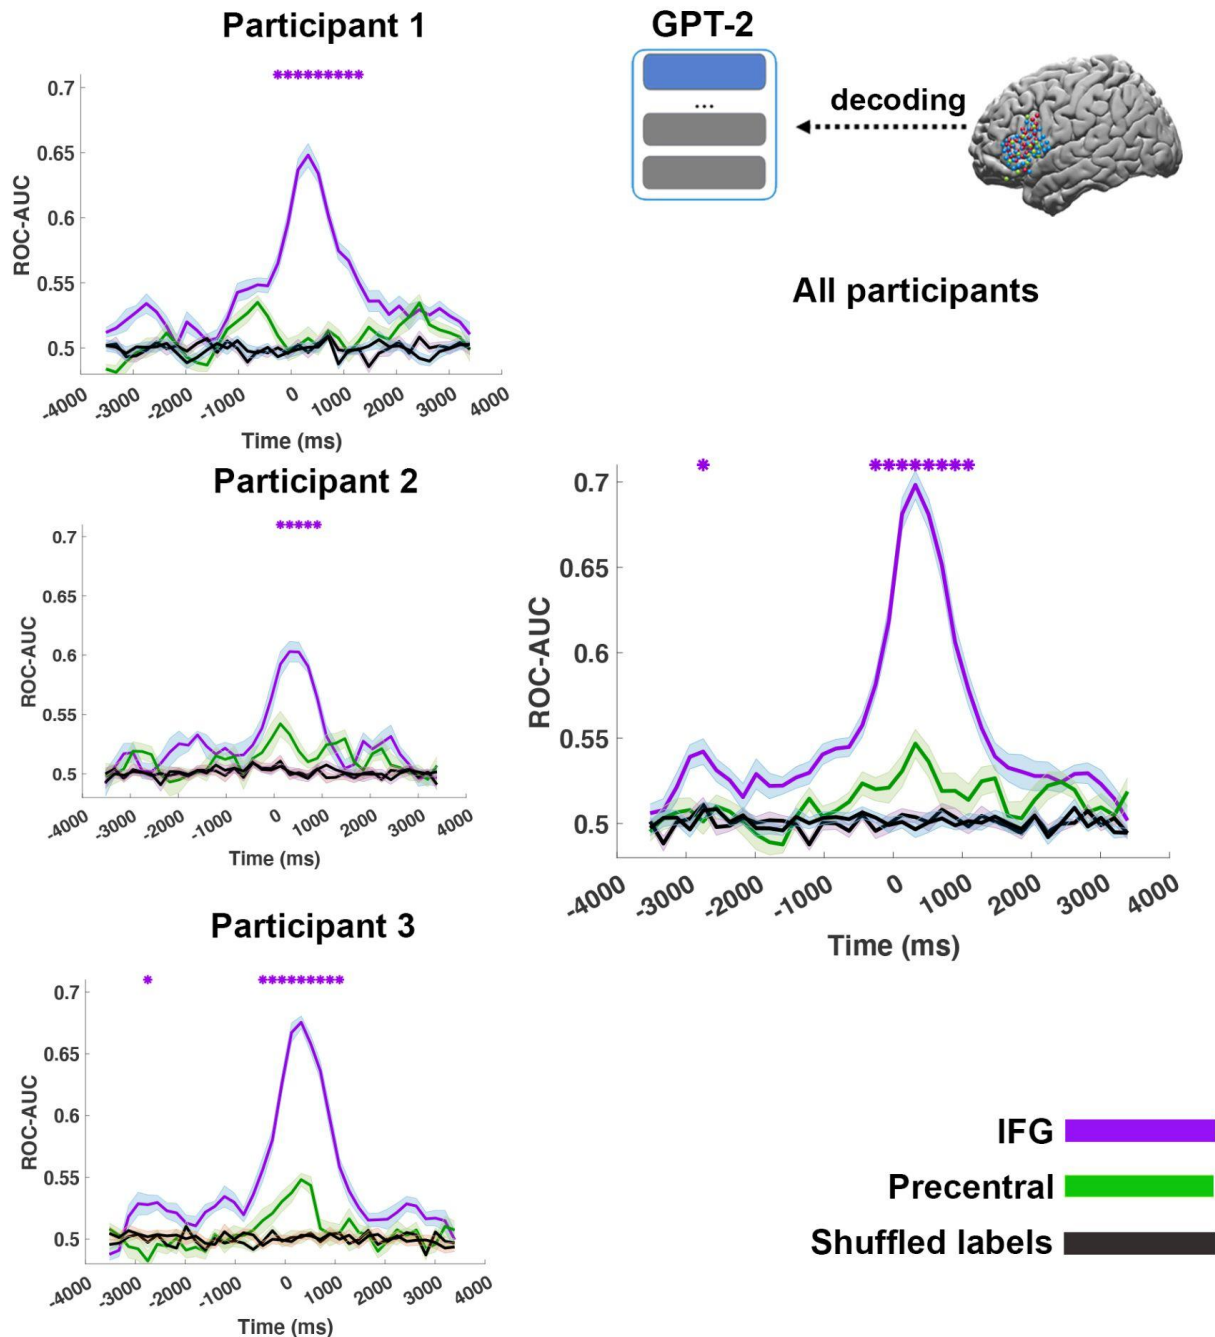 Participant 1
0.7
0.65
0.6
0.55
0.5
ROC-AUC
-4000 -3000 -2000 -1000 0 1000 2000 3000 4000
Time (ms)
GPT-2
...
decoding
All participants
Participant 2
0.7
0.65
0.6
0.55
0.5
ROC-AUC
-4000 -3000 -2000 -1000 0 1000 2000 3000 4000
Time (ms)
0.7
0.65
0.6
0.55
0.5
ROC-AUC
-4000 -3000 -2000 -1000 0 1000 2000 3000 4000
Time (ms)
Participant 3
0.7
0.65
0.6
0.55
0.5
ROC-AUC
-4000 -3000 -2000 -1000 0 1000 2000 3000 4000
Time (ms)
IFG
Precentral
Shuffled labels